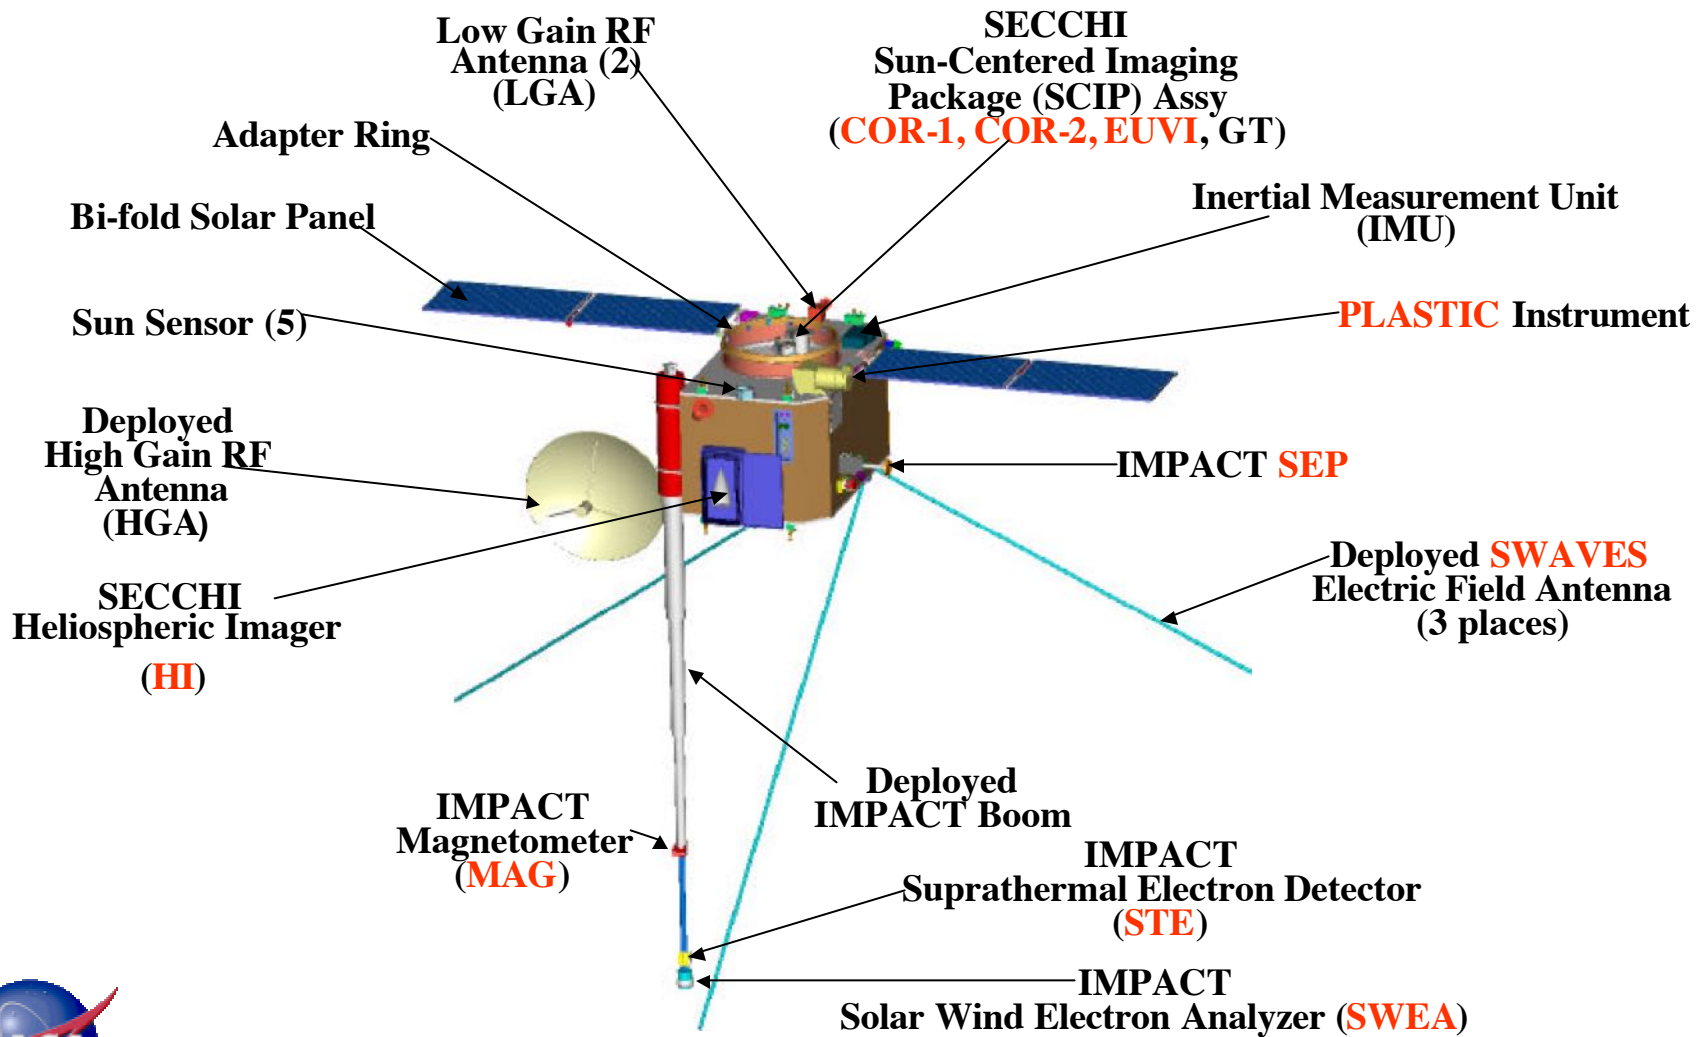 Low Gain RF
Antenna (2)
(LGA)
SECCHI
Sun-Centered Imaging
Package (SCIP) Assy
(COR-1, COR-2, EUVI, GT)
Adapter Ring
Inertial Measurement Unit
(IMU)
Bi-fold Solar Panel
Sun Sensor (5)
PLASTIC Instrument
Deployed
High Gain RF
Antenna
(HGA)
IMPACT SEP
Deployed SWAVES
Electric Field Antenna
(3 places)
SECCHI
Heliospheric Imager
(HI)
Deployed
IMPACT Boom
IMPACT
Magnetometer
(MAG)
IMPACT
Suprathermal Electron Detector
(STE)
IMPACT
Solar Wind Electron Analyzer (SWEA)